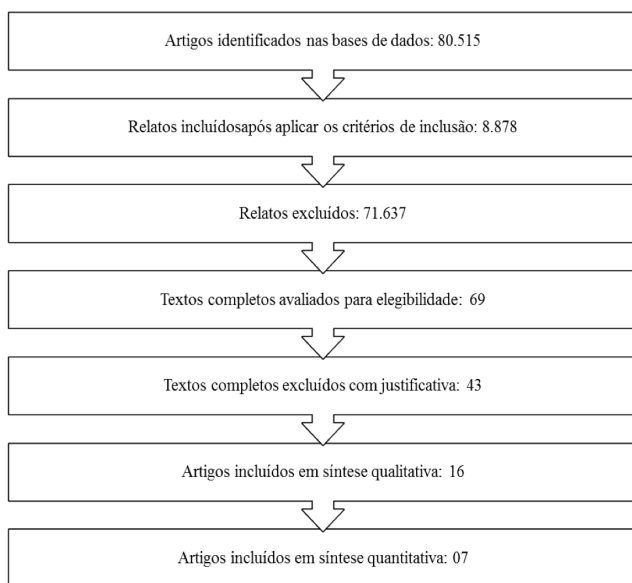 Artigos identificados nas bases de dados: 80.515
Relatos incluídosapós aplicar os critérios de inclusão: 8.878
Relatos excluídos: 71.637
Textos completos avaliados para elegibilidade: 69
Textos completos excluídos com justificativa: 43
Artigos incluídos em síntese qualitativa: 16
Artigos incluídos em síntese quantitativa: 07